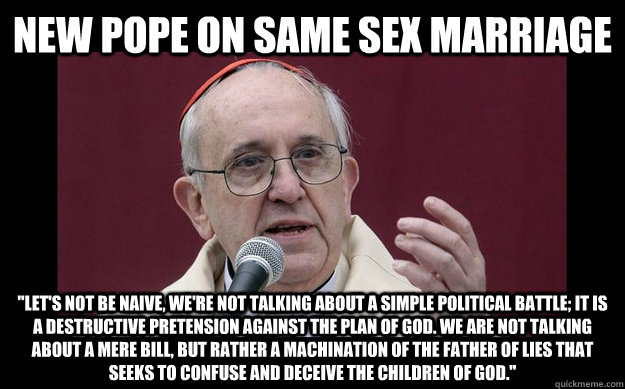 NEW POPE ON SAME SEX MARRIAGE
"LET'S NOT BE NAIVE, WE'RE NOT TALKING ABOUT A SIMPLE POLITICAL BATTLE; IT IS
A DESTRUCTIVE PRETENSION AGAINST THE PLAN OF GOD. WE ARE NOT TALKING
ABOUT A MERE BILL, BUT RATHER A MACHINATION OF THE FATHER OF LIES THAT
SEEKS TO CONFUSE AND DECEIVE THE CHILDREN OF GOD."
quickmeme.com